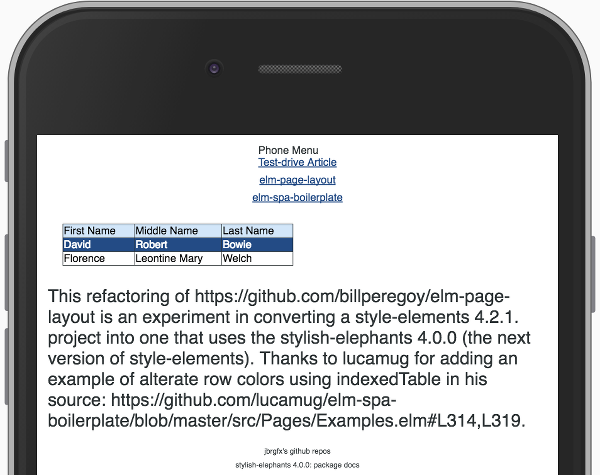 Phone Menu
Test-drive Article
elm-page-layout
elm-spa-boilerplate
First Name Middle Name Last Name
David Robert Bowie
Florence Leontine Mary Welch
This refactoring of https://github.com/billperegoy/elm-page-
layout is an experiment in converting a style-elements 4.2.1.
project into one that uses the stylish-elephants 4.0.0 (the next
version of style-elements). Thanks to lucamug for adding an
example of alterate row colors using indexedTable in his
source: https://github.com/lucamug/elm-spa-
boilerplate/blob/master/src/Pages/Examples.elm#L314,L319.
jbrgfx's github repos
stylish-elephants 4.0.0: package docs